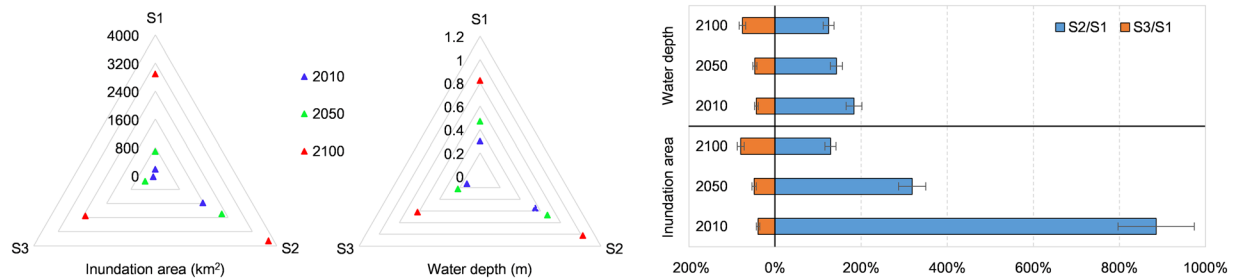 S1
4000
3200
2400
1600
800
0
S3
S2
Inundation area (km²)
2010
2050
2100
S1
1.2
1
0.8
0.6
0.4
0.2
0
S3
S2
Water depth (m)
S2/S1
S3/S1
Water depth
2100
2050
2010
Inundation area
2100
2050
2010
200%
0%
200%
400%
600%
800%
1000%